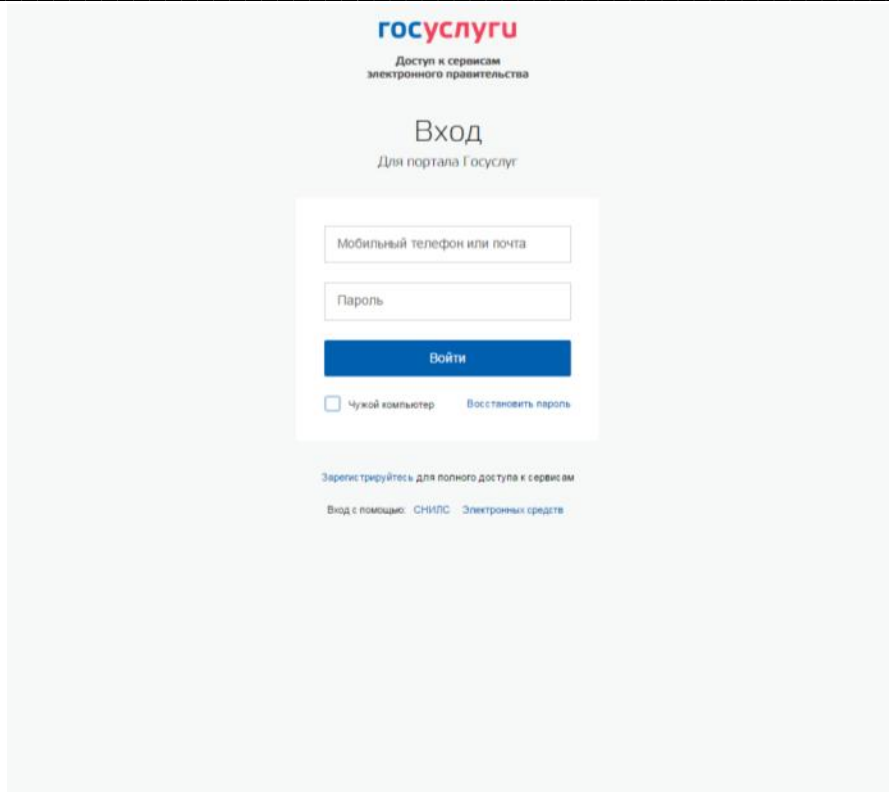 госуслуги
Доступ к сервисам
электронного правительства
Вход
Для портала Госуслуг
Мобильный телефон или почта
Пароль
Войти
Чужой компьютер Восстановить пароль
Зарегистрируйтесь для полного доступа к сервисам
Вход с помощью: СНИЛС Электронных средств